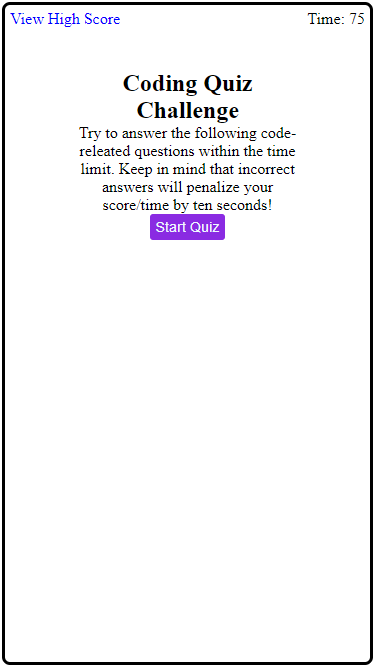 View High Score
Time: 75
Coding Quiz
Challenge
Try to answer the following code-
releated questions within the time
limit. Keep in mind that incorrect
answers will penalize your
score/time by ten seconds!
Start Quiz